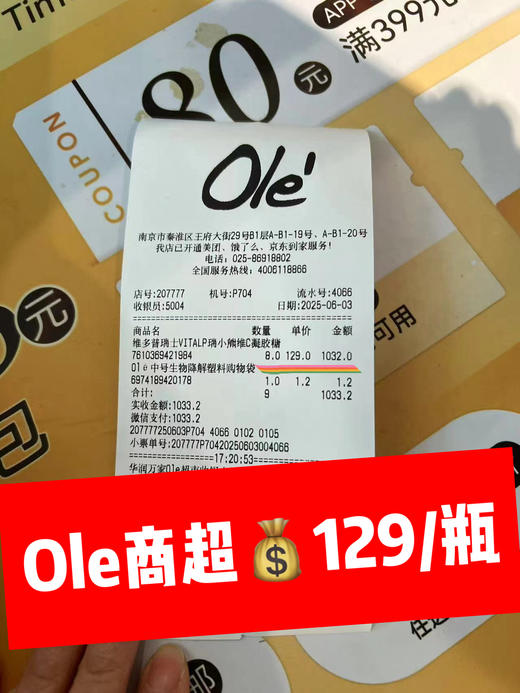 TinT
80元
COUPON
APP
满399元
Olé
南京市秦淮区王府大街29号B1层A-B1-19号、A-B1-20号
我店已开通美团、饿了么、京东到家服务!
电话: 025-86918802
全国服务热线: 4006118866
店号:207777 机号:P704 流水号:4066
收银员:5004 日期:2025-06-03
商品名 数量 单价 金额
维多普瑞士VITALP瑞小熊维C凝胶糖
7610369421984 8.0 129.0 1032.0
Olé中号生物降解塑料购物袋
6974189420178 1.0 1.2 1.2
合计: 9 1033.2
实收金额:1033.2
微信支付:1033.2
207777250603P704 4066 0102 0105
小票单号:207777P70420250603004066
17:20:53
元
可用
包
Ole商超💰129/瓶